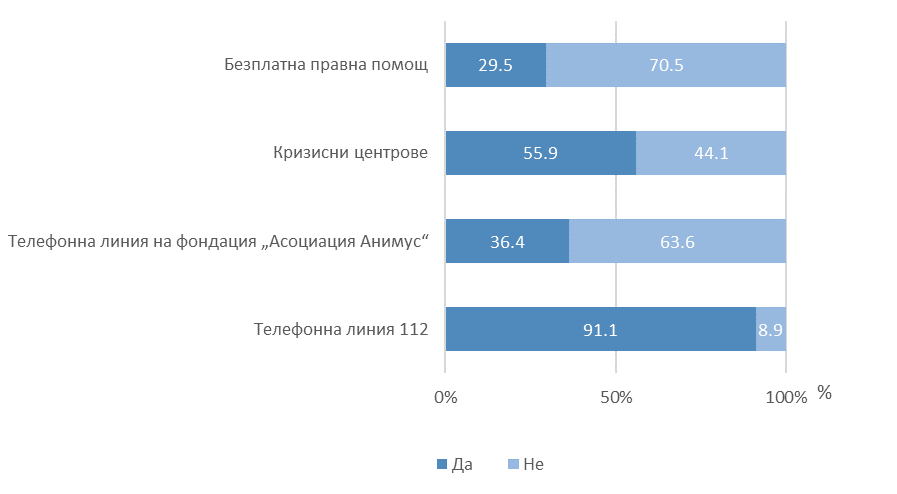 Безплатна правна помощ
29.5 70.5
Кризисни центрове
55.9 44.1
Телефонна линия на фондация „Асоциация Анимус“
36.4 63.6
Телефонна линия 112
91.1 8.9
0% 50% 100% %
Да Не